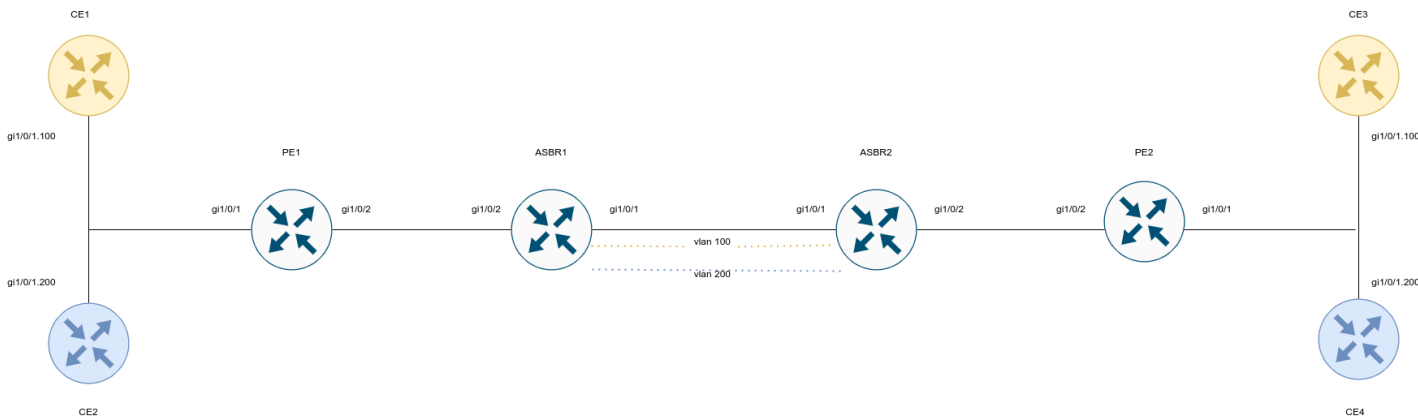 CE1
CE3
gi1/0/1.100
gi1/0/1.100
PE1
ASBR1
ASBR2
PE2
gi1/0/1
gi1/0/2
gi1/0/2
gi1/0/1
gi1/0/1
gi1/0/2
gi1/0/2
gi1/0/1
vlan 100
vlan 200
gi1/0/1.200
gi1/0/1.200
CE2
CE4